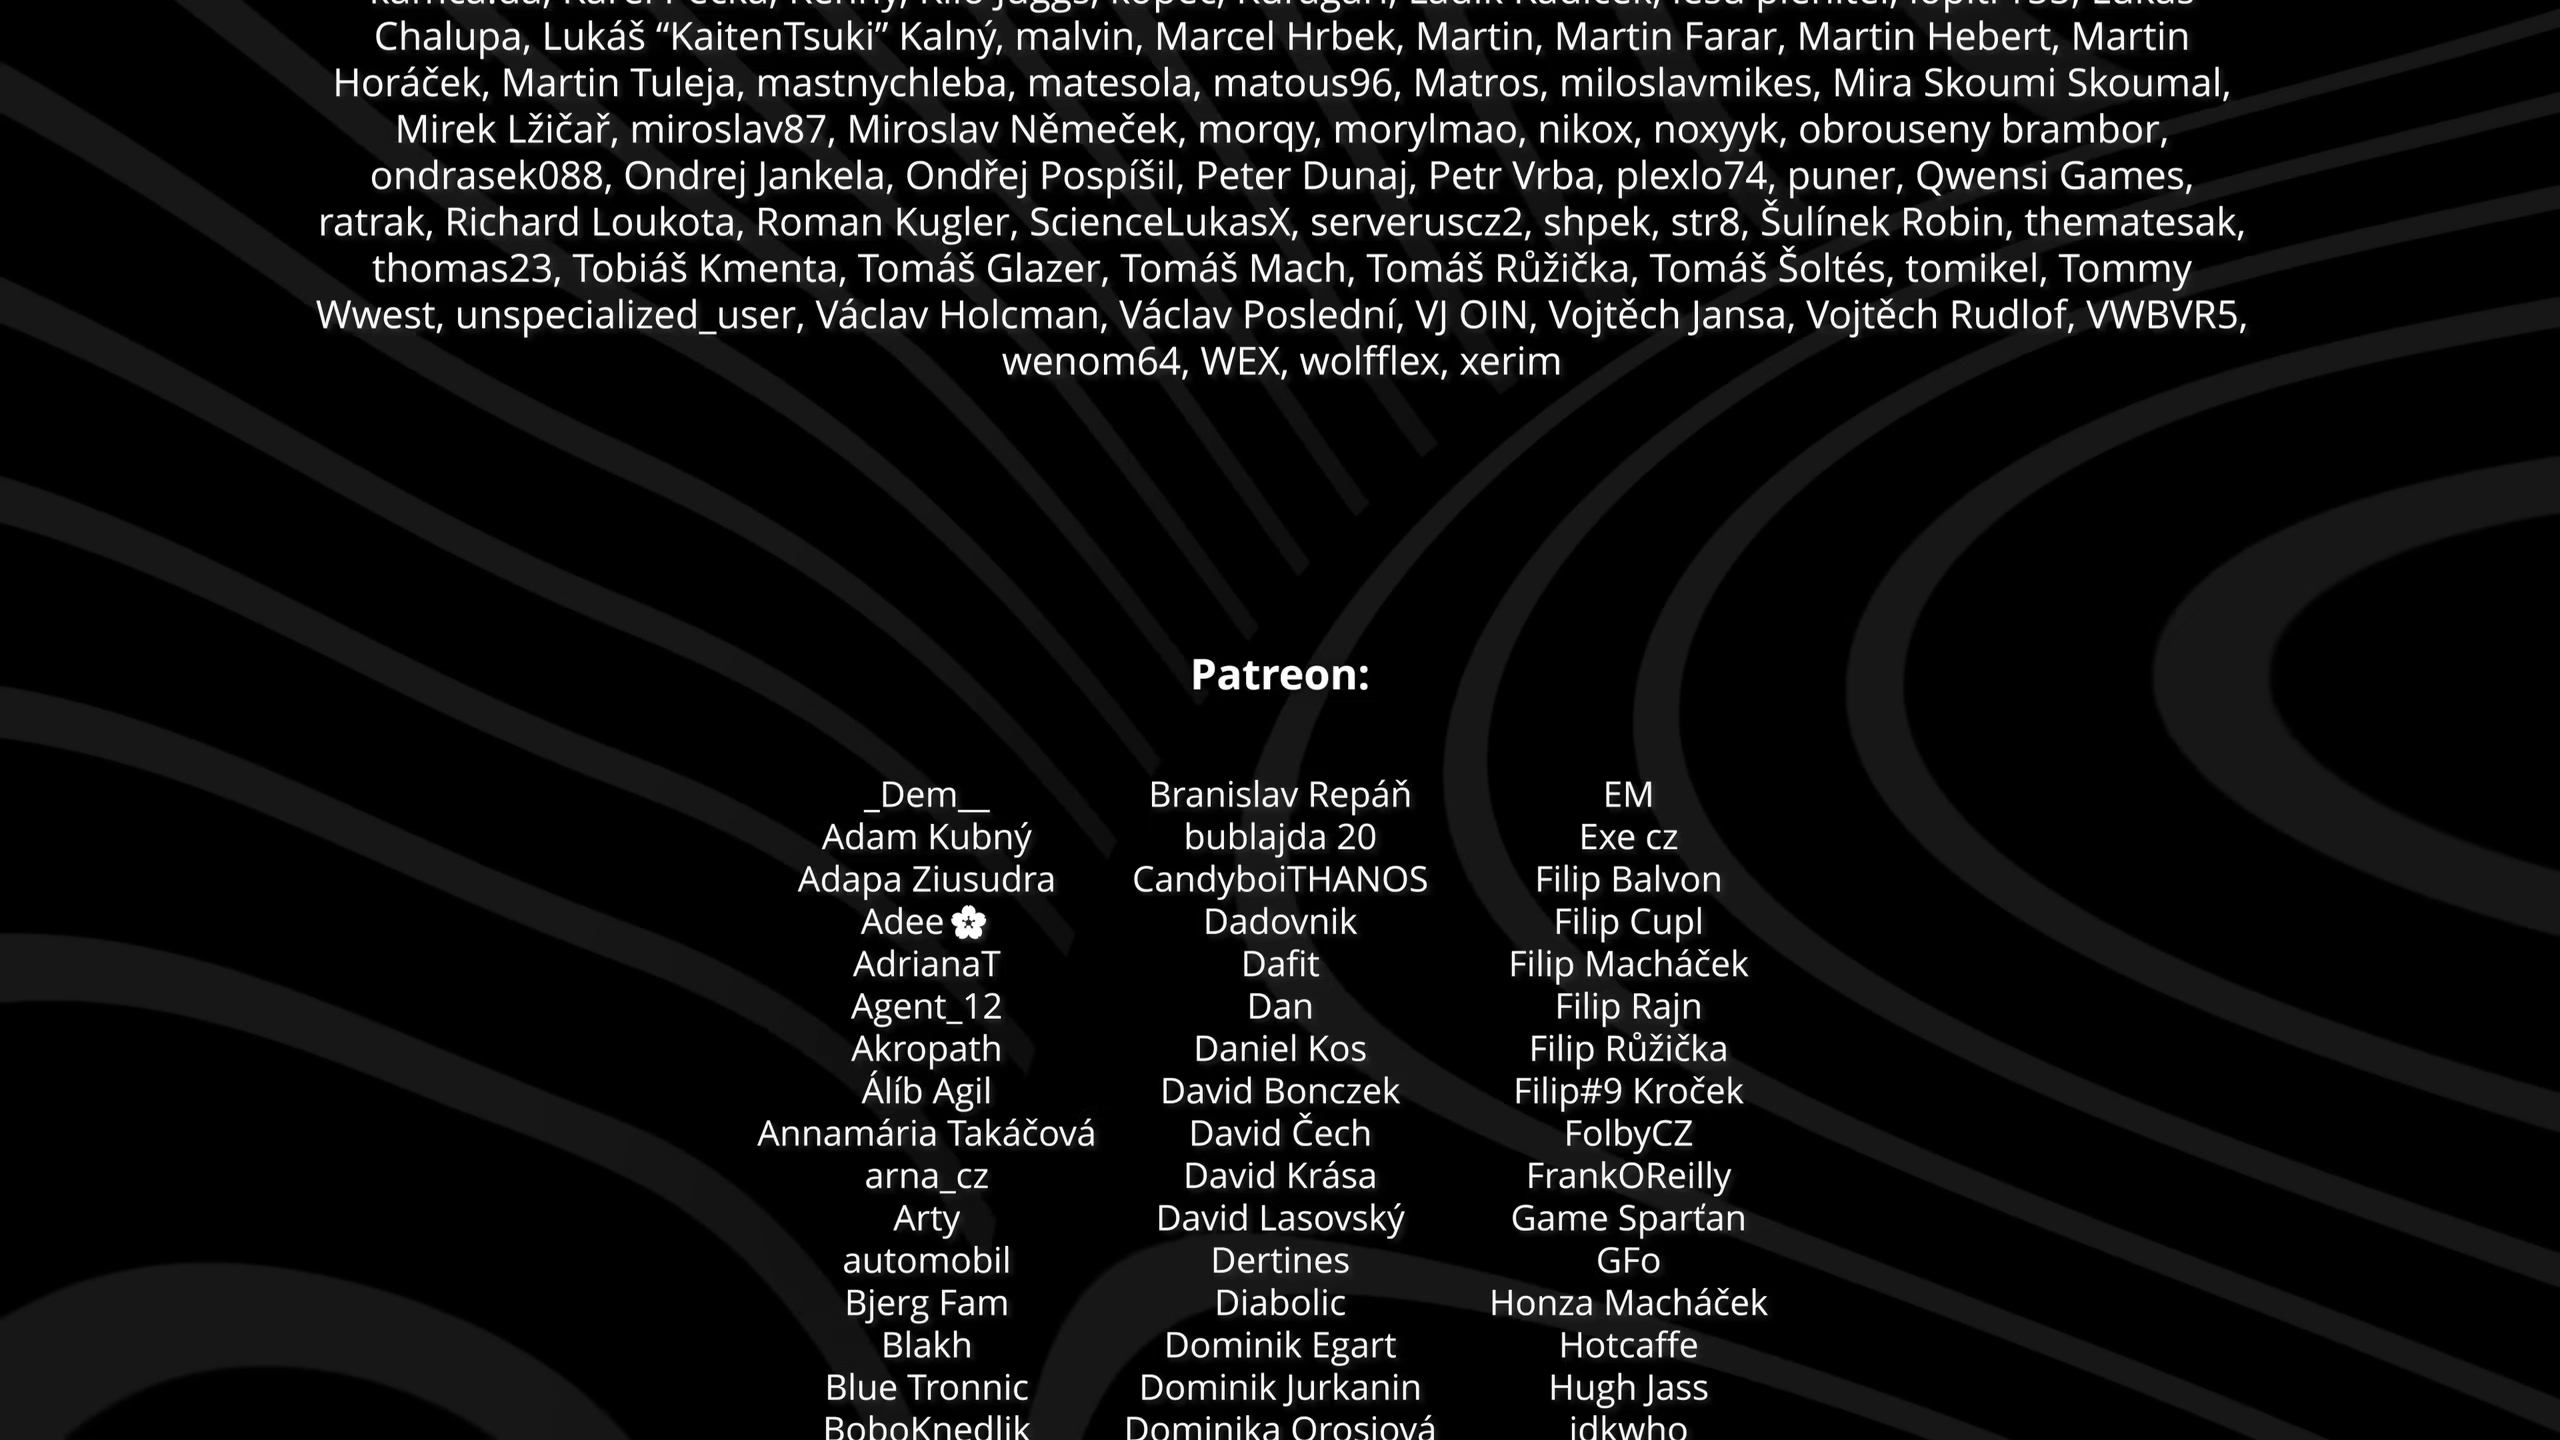 Chalupa, Lukáš “KaitenTsuki” Kalný, malvin, Marcel Hrbek, Martin, Martin Farar, Martin Hebert, Martin
Horáček, Martin Tuleja, mastnychleba, matesola, matous96, Matros, miloslavmikes, Mira Skoumi Skoumal,
Mirek Lžičař, miroslav87, Miroslav Němeček, morqy, morylmao, nikox, noxyyk, obrouseny brambor,
ondrasek088, Ondrej Jankela, Ondřej Pospíšil, Peter Dunaj, Petr Vrba, plexlo74, puner, Qwensi Games,
ratrak, Richard Loukota, Roman Kugler, ScienceLukasX, serveruscz2, shpek, str8, Šulínek Robin, thematesak,
thomas23, Tobiáš Kmenta, Tomáš Glazer, Tomáš Mach, Tomáš Růžička, Tomáš Šoltés, tomikel, Tommy
Wwest, unspecialized_user, Václav Holcman, Václav Poslední, VJ OIN, Vojtěch Jansa, Vojtěch Rudlof, VWBVR5,
wenom64, WEX, wolfflex, xerim
Patreon:
_Dem__
Adam Kubný
Adapa Ziusudra
Adee
AdrianaT
Agent_12
Akropath
Álíb Agil
Annamária Takáčová
arna_cz
Arty
automobil
Bjerg Fam
Blakh
Blue Tronnic
BoboKnedlik
Branislav Repáň
bublajda 20
CandyboiTHANOS
Dadovnik
Dafit
Dan
Daniel Kos
David Bonczek
David Čech
David Krása
David Lasovský
Dertines
Diabolic
Dominik Egart
Dominik Jurkanin
Dominika Orosiová
EM
Exe cz
Filip Balvon
Filip Cupl
Filip Macháček
Filip Rajn
Filip Růžička
Filip#9 Kroček
FolbyCZ
FrankOReilly
Game Sparťan
GFo
Honza Macháček
Hotcaffe
Hugh Jass
idkwho